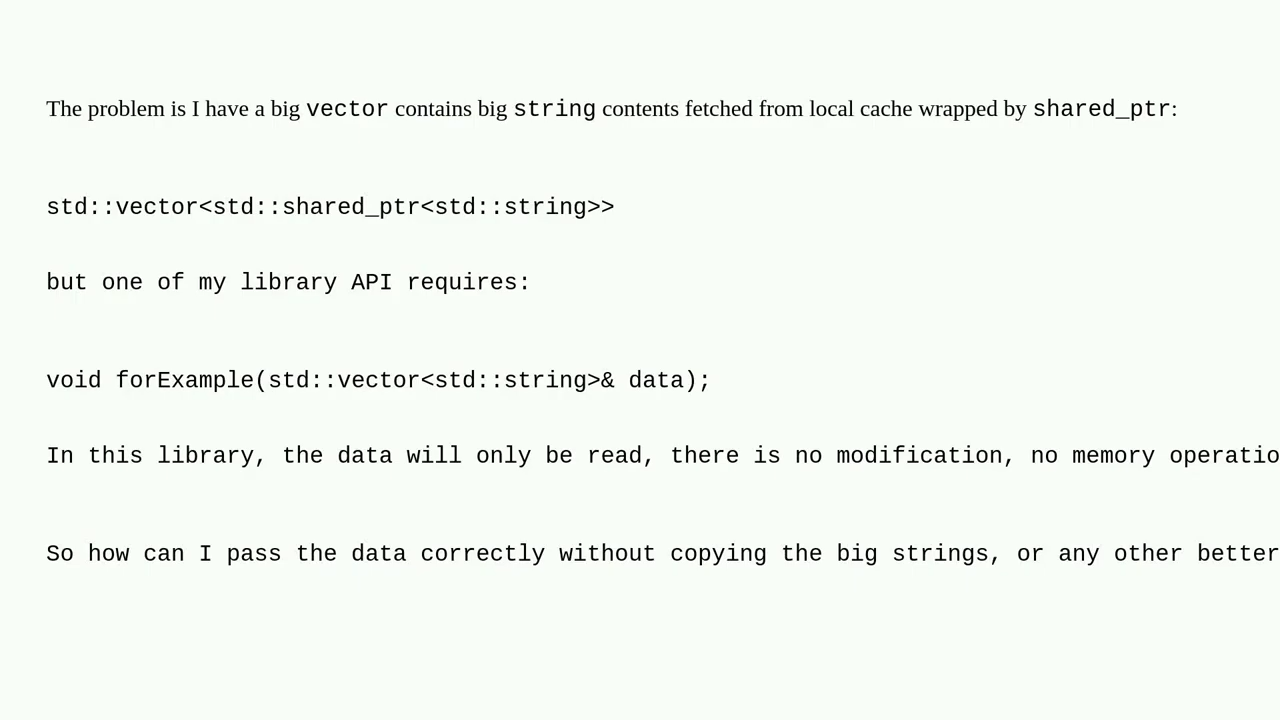 The problem is I have a big vector contains big string contents fetched from local cache wrapped by shared_ptr:
std::vector<std::shared_ptr<std::string>>
but one of my library API requires:
void forExample(std::vector<std::string>& data);
In this library, the data will only be read, there is no modification, no memory
So how can I pass the data correctly without copying the big strings, or any other better